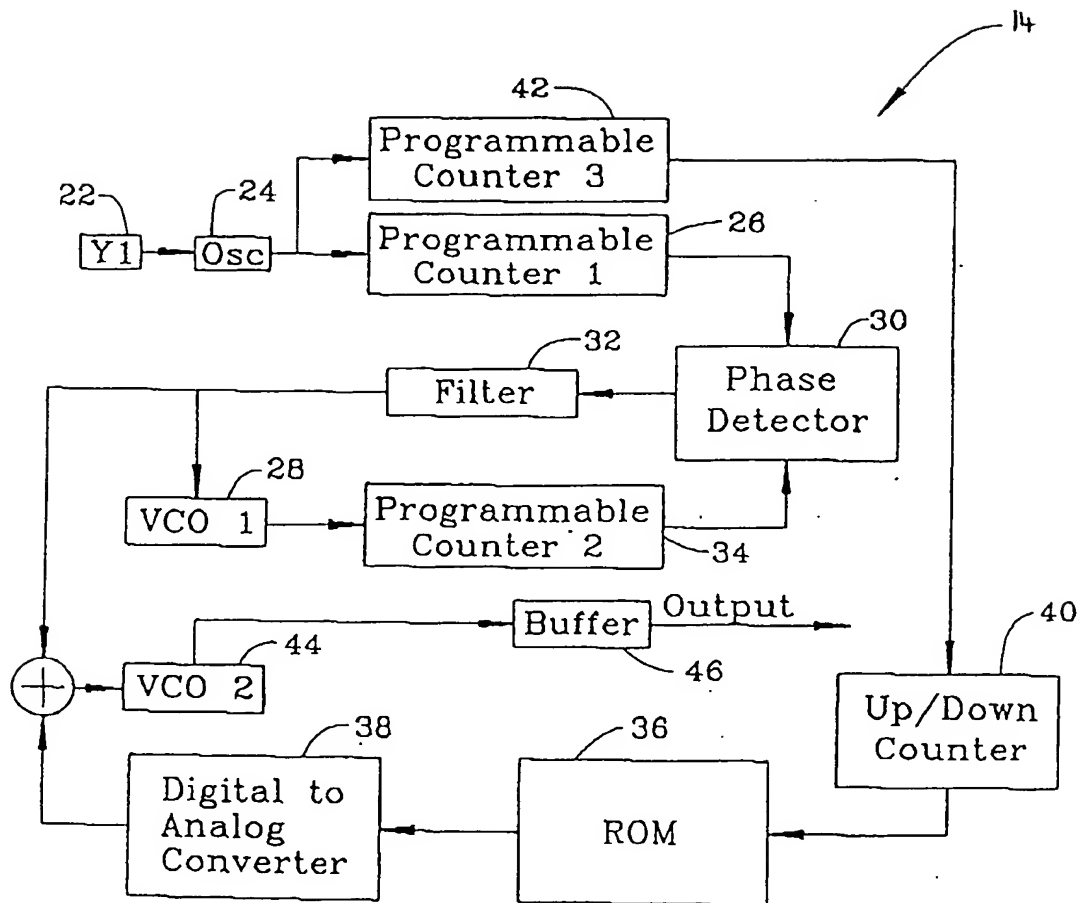 14
42
Programmable
Counter 3
22
24
26
Y1
Osc
Programmable
Counter 1
30
32
Filter
Phase
Detector
28
VCO 1
Programmable
Counter 2
34
Output
Buffer
46
40
44
VCO 2
Up/Down
Counter
38
36
Digital to
Analog
Converter
ROM